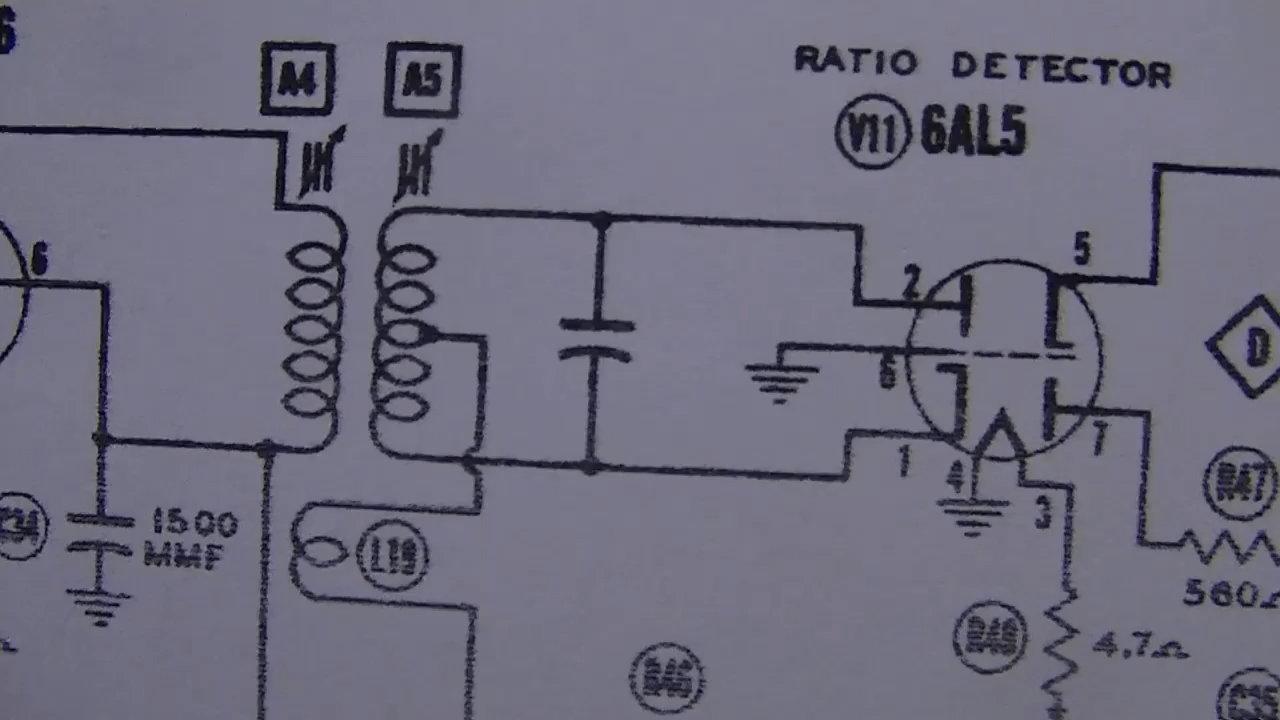 6
A4
A5
RATIO DETECTOR
V11 6AL5
6
2
5
6
D
1
4
3
7
R47
1500
MMF
L19
560Ω
4.7Ω